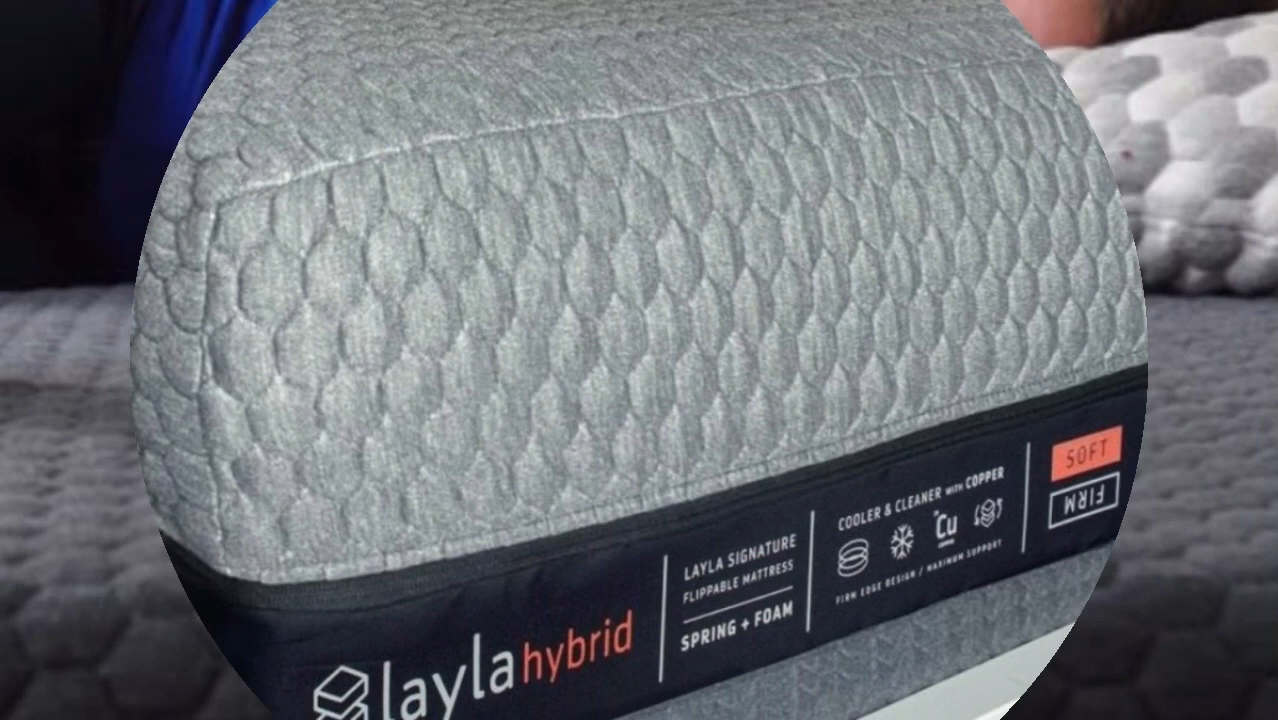 layla hybrid
LAYLA SIGNATURE
FLIPPABLE MATTRESS
SPRING + FOAM
COOLER & CLEANER WITH COPPER
Cu
FIRM EDGE DESIGN / MAXIMUM SUPPORT
SOFT
FIRM